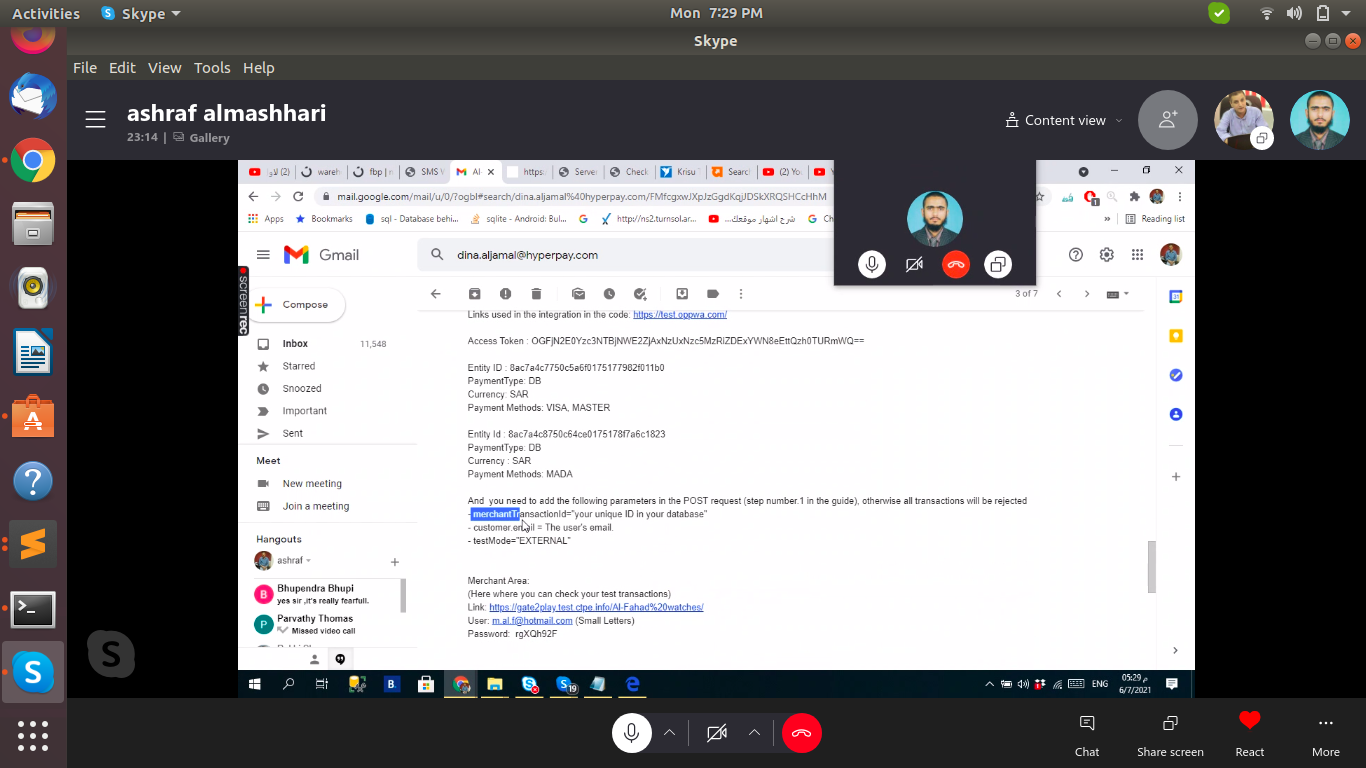 Activities
Skype
Mon 7:29 PM
Skype
File Edit View Tools Help
ashraf almashhari
23:14 | Gallery
Content view
(2) لاو
wareh
fbp | n
SMS V
Al-
https:
Serve
Check
Krisu
Searc
(2) Yo
mail.google.com/mail/u/0/?ogbl#search/dina.aljamal%40hyperpay.com/FMfcgxwJXpJzGgdKqjJDSkXRQSHCcHhM
Apps
Bookmarks
sql - Database behi...
sqlite - Android: Bul...
http://ns2.turnsol.ar...
شرح اشهار موقعك...
Ch
Reading list
Gmail
dina.aljamal@hyperpay.com
screenrec
Compose
3 of 7
Inbox 11,548
Starred
Snoozed
Important
Sent
Meet
New meeting
Join a meeting
Hangouts
ashraf
Bhupendra Bhupi
yes sir ,it's really fearfull.
Parvathy Thomas
Missed video call
Links used in the integration in the code: https://test.oppwa.com/
Access Token : OGFjN2E0Yzc3NTBjNWE2ZjAxNzUxNzc5MzRiZDExYWN8eEttQzh0TURmWQ==
Entity ID : 8ac7a4c7750c5a6f0175177982f011b0
PaymentType: DB
Currency: SAR
Payment Methods: VISA, MASTER
Entity Id : 8ac7a4c8750c64ce0175178f7a6c1823
PaymentType: DB
Currency : SAR
Payment Methods: MADA
And you need to add the following parameters in the POST request (step number.1 in the guide), otherwise all transactions will be rejected
- merchantTransactionId="your unique ID in your database"
- customer.email = The user's email.
- testMode="EXTERNAL"
Merchant Area:
(Here where you can check your test transactions)
Link: https://gate2play.test.ctpe.info/Al-Fahad%20watches/
User: m.al.f@hotmail.com (Small Letters)
Password: rgXQh92F
19
ENG
05:29 م
6/7/2021
Chat
Share screen
React
More